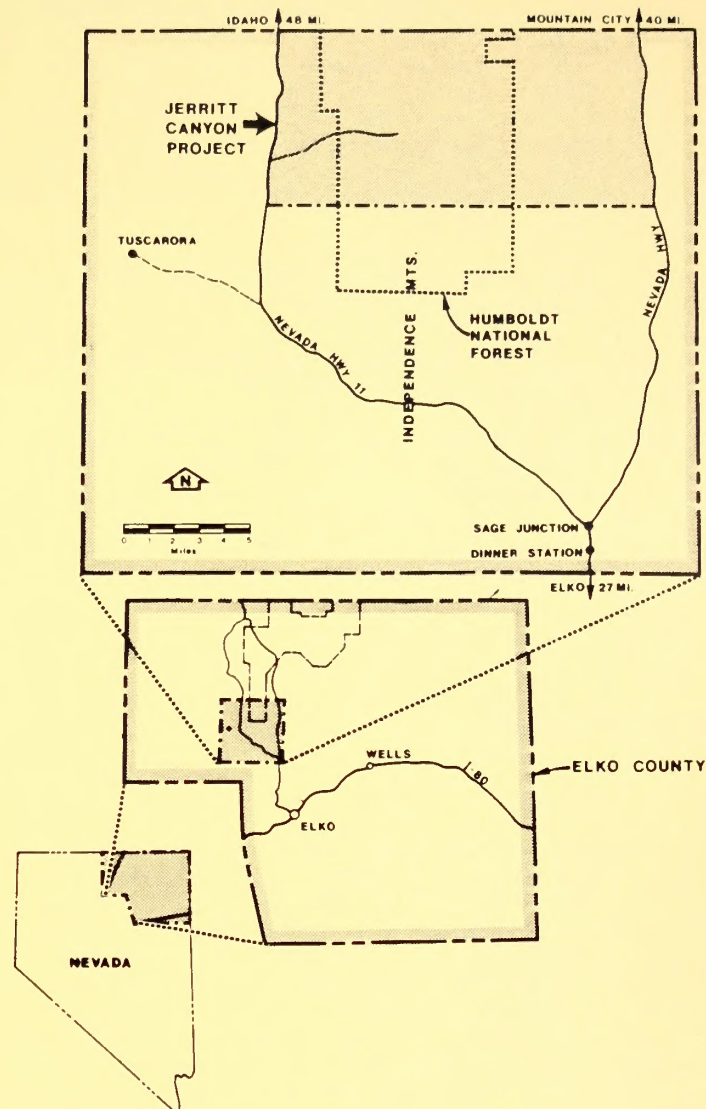 IDAHO 48 MI.
MOUNTAIN CITY 40 MI.
JERRITT
CANYON
PROJECT
TUSCARORA
INDEPENDENCE MTS.
NEVADA HWY
HUMBOLDT
NATIONAL
FOREST
NEVADA HWY 11
N
0 1 2 3 4 5
Miles
SAGE JUNCTION
DINNER STATION
ELKO 27 MI.
WELLS
I-80
ELKO COUNTY
ELKO
NEVADA